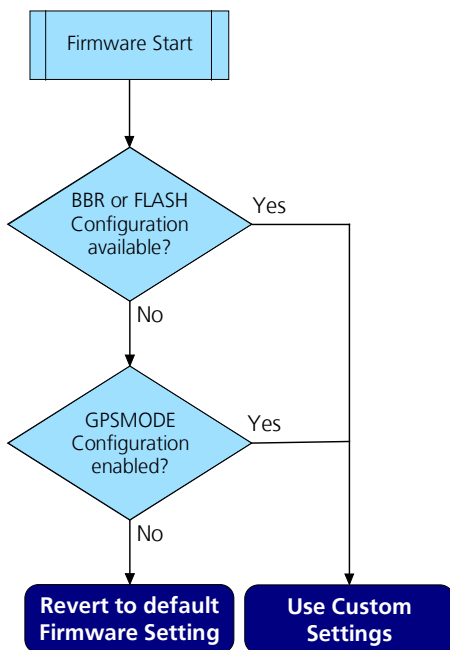 Firmware Start
BBR or FLASH
Configuration
available?
Yes
No
GPSMODE
Configuration
enabled?
Yes
No
Revert to default
Firmware Setting
Use Custom
Settings